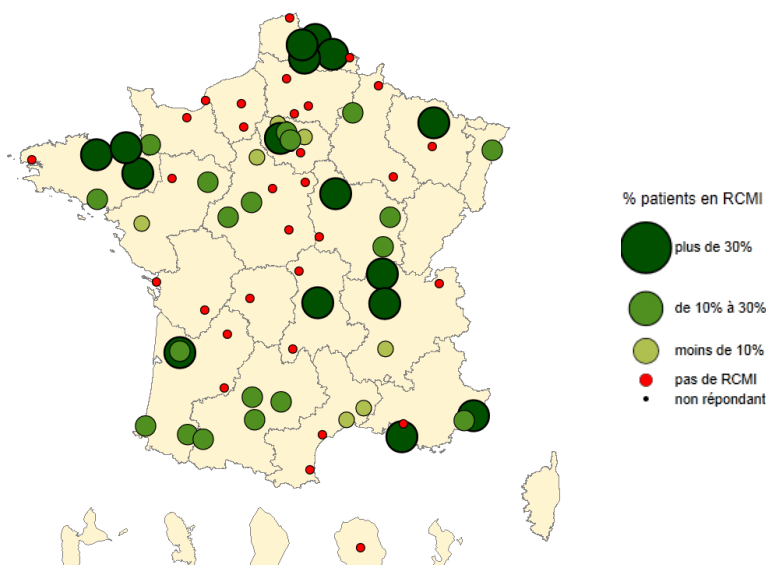 % patients en RCMI
plus de 30%
de 10% à 30%
moins de 10%
pas de RCMI
non répondant